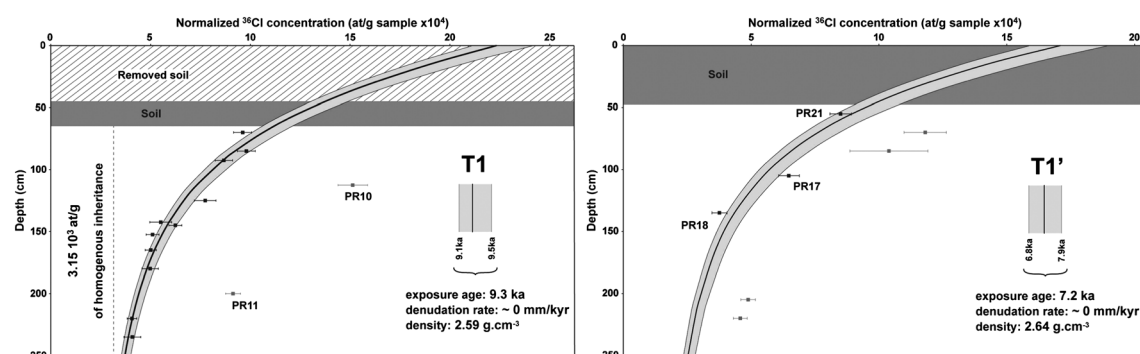 Normalized ³⁶Cl concentration (at/g sample x10⁴)
0 5 10 15 20 25
0
50
100
150
200
250
Depth (cm)
Removed soil
Soil
3.15 10³ at/g
of homogenous inheritance
PR10
PR11
T1
9.1ka
9.5ka
exposure age: 9.3 ka
denudation rate: ~ 0 mm/kyr
density: 2.59 g.cm⁻³
Normalized ³⁶Cl concentration (at/g sample x10⁴)
0 5 10 15 20
0
50
100
150
200
250
Depth (cm)
Soil
PR21
PR17
PR18
T1’
6.8ka
7.9ka
exposure age: 7.2 ka
denudation rate: ~ 0 mm/kyr
density: 2.64 g.cm⁻³